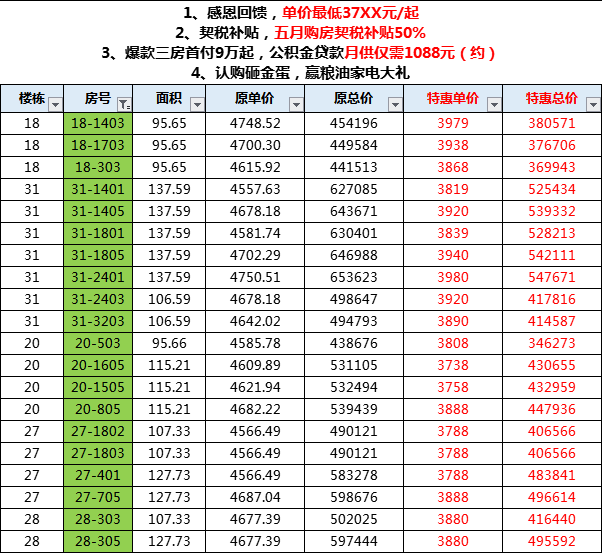 1、感恩回馈，单价最低37XX元/起
2、契税补贴，五月购房契税补贴50%
3、爆款三房首付9万起，公积金贷款月供仅需1088元（约）
4、认购砸金蛋，赢粮油家电大礼
楼栋 房号 面积 原单价 原总价 特惠单价 特惠总价
18 18-1403 95.65 4748.52 454196 3979 380571
18 18-1703 95.65 4700.30 449584 3938 376706
18 18-303 95.65 4615.92 441513 3868 369943
31 31-1401 137.59 4557.63 627085 3819 525434
31 31-1405 137.59 4678.18 643671 3920 539332
31 31-1801 137.59 4581.74 630401 3839 528213
31 31-1805 137.59 4702.29 646988 3940 542111
31 31-2401 137.59 4750.51 653623 3980 547671
31 31-2403 106.59 4678.18 498647 3920 417816
31 31-3203 106.59 4642.02 494793 3890 414587
20 20-503 95.66 4585.78 438676 3808 346273
20 20-1605 115.21 4609.89 531105 3738 430655
20 20-1505 115.21 4621.94 532494 3758 432959
20 20-805 115.21 4682.22 539439 3888 447936
27 27-1802 107.33 4566.49 490121 3788 406566
27 27-1803 107.33 4566.49 490121 3788 406566
27 27-401 127.73 4566.49 583278 3788 483841
27 27-705 127.73 4687.04 598676 3888 496614
28 28-303 107.33 4677.39 502025 3880 416440
28 28-305 127.73 4677.39 597444 3880 495592